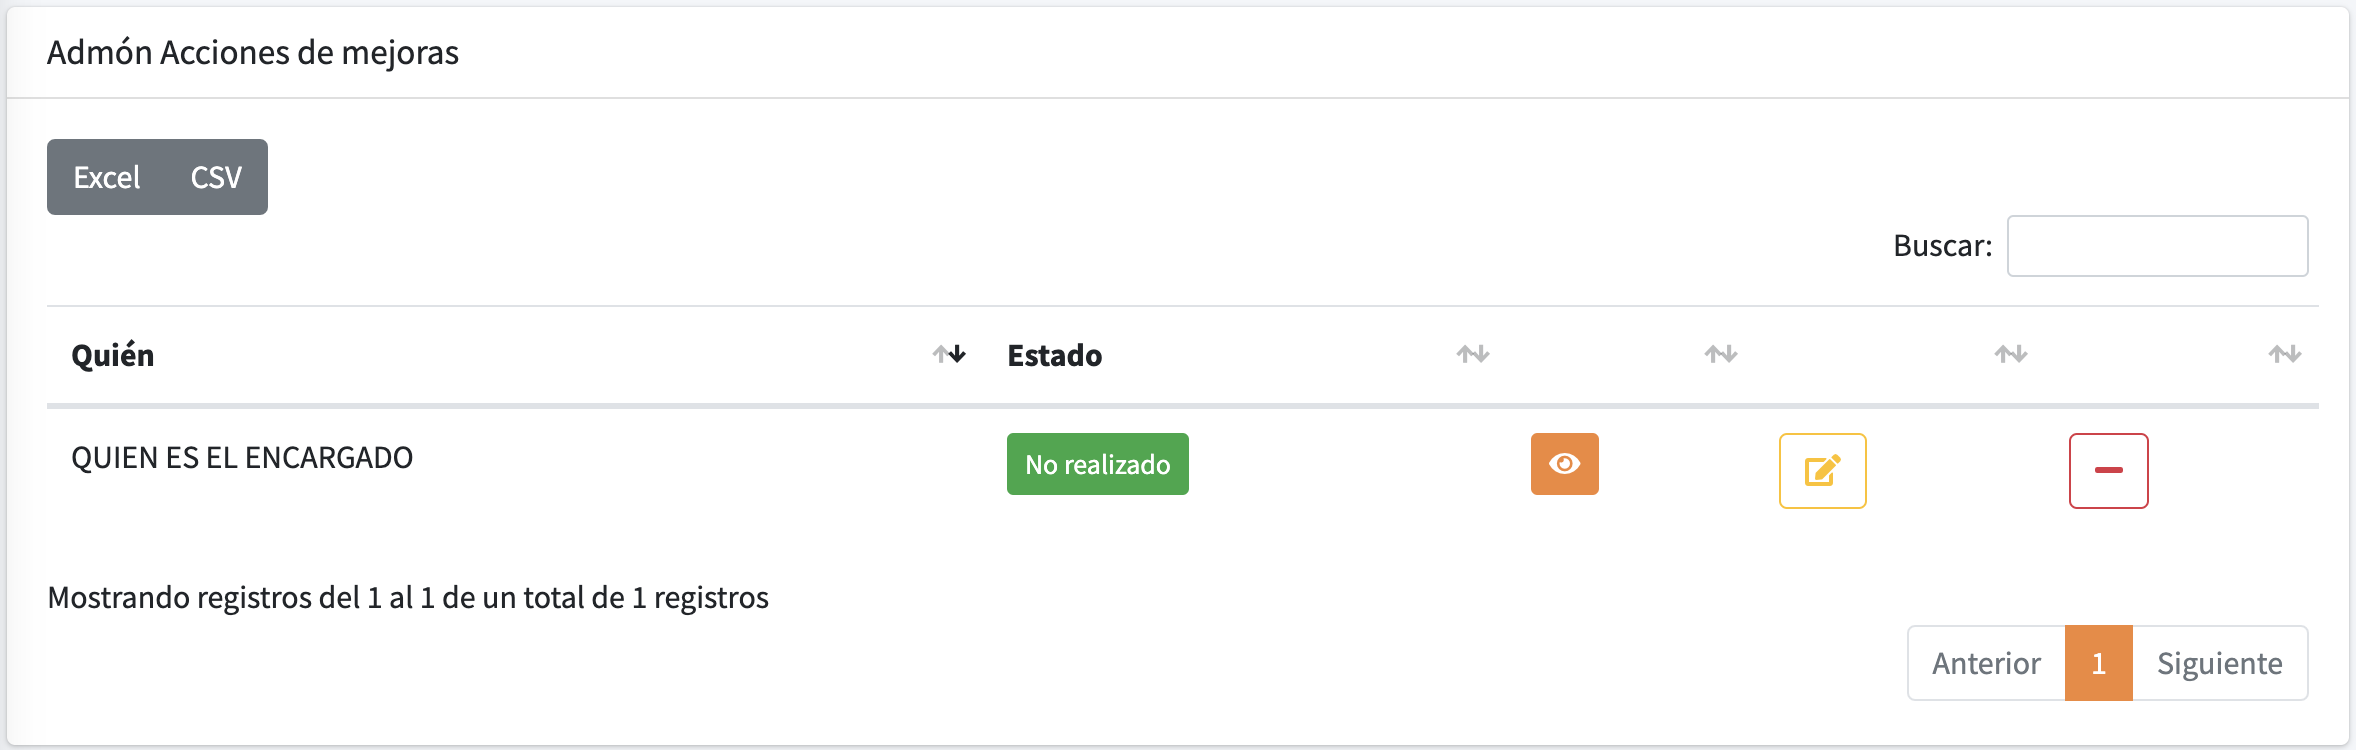 Admón Acciones de mejoras
Excel CSV
Buscar:
Quién Estado
QUIEN ES EL ENCARGADO No realizado
Mostrando registros del 1 al 1 de un total de 1 registros
Anterior 1 Siguiente